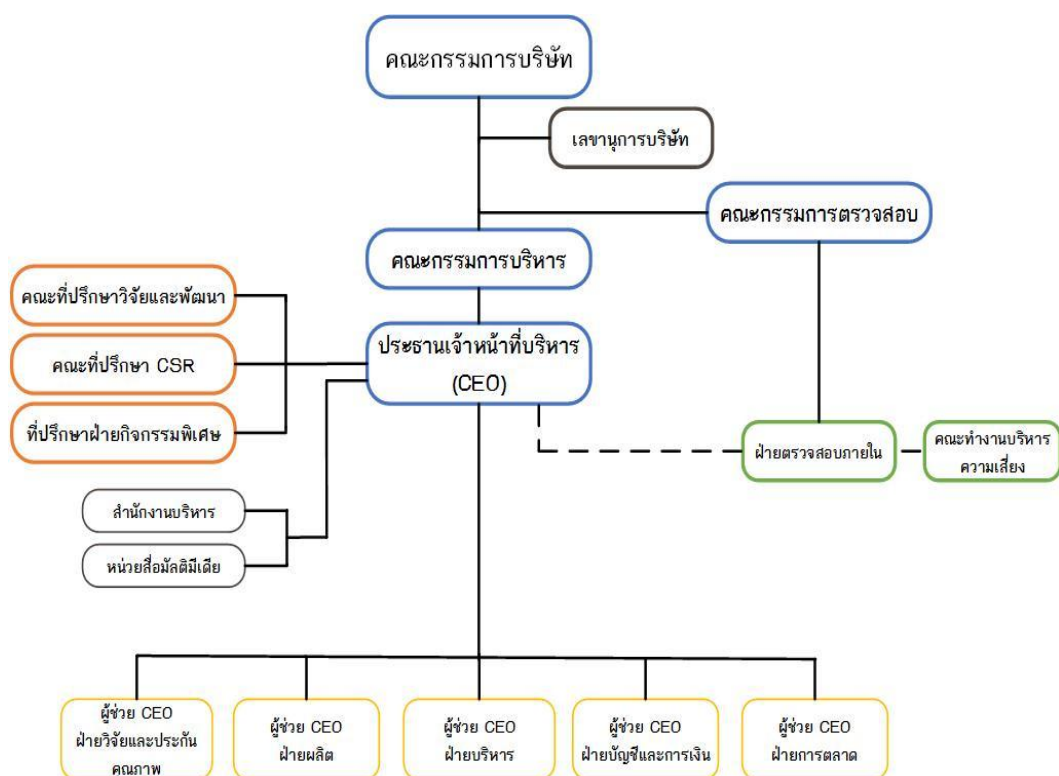 คณะกรรมการบริษัท
เลขานุการบริษัท
คณะกรรมการตรวจสอบ
คณะกรรมการบริหาร
คณะที่ปรึกษาวิจัยและพัฒนา
ประธานเจ้าหน้าที่บริหาร
(CEO)
คณะที่ปรึกษา CSR
ที่ปรึกษาฝ่ายกิจกรรมพิเศษ
ฝ่ายตรวจสอบภายใน
คณะทำงานบริหาร
ความเสี่ยง
สำนักงานบริหาร
หน่วยสื่อมัลติมีเดีย
ผู้ช่วย CEO
ฝ่ายวิจัยและประกัน
คุณภาพ
ผู้ช่วย CEO
ฝ่ายผลิต
ผู้ช่วย CEO
ฝ่ายบริหาร
ผู้ช่วย CEO
ฝ่ายบัญชีและการเงิน
ผู้ช่วย CEO
ฝ่ายการตลาด